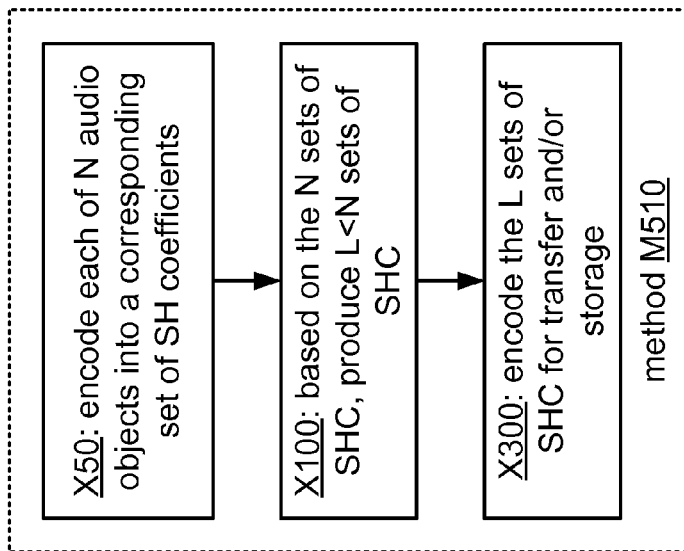 X50: encode each of N audio
objects into a corresponding
set of SH coefficients
X100: based on the N sets of
SHC, produce L<N sets of
SHC
X300: encode the L sets of
SHC for transfer and/or
storage
method M510